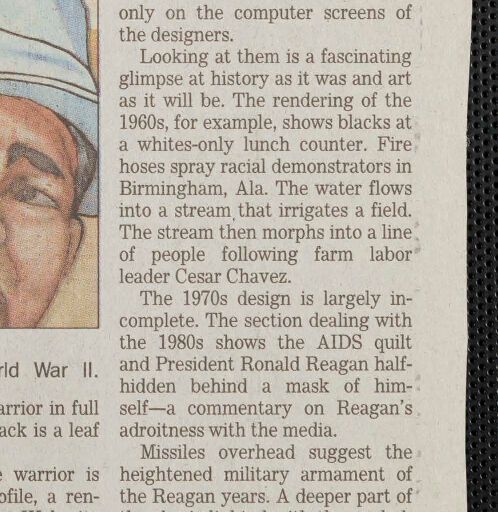 rld War II.
arrior in full
ack is a leaf
warrior is
ofile, a ren-
only on the computer screens of
the designers.
Looking at them is a fascinating
glimpse at history as it was and art
as it will be. The rendering of the
1960s, for example, shows blacks at
a whites-only lunch counter. Fire
hoses spray racial demonstrators in
Birmingham, Ala. The water flows
into a stream that irrigates a field.
The stream then morphs into a line
of people following farm labor
leader Cesar Chavez.
The 1970s design is largely in-
complete. The section dealing with
the 1980s shows the AIDS quilt
and President Ronald Reagan half-
hidden behind a mask of him-
self—a commentary on Reagan's
adroitness with the media.
Missiles overhead suggest the
heightened military armament of
the Reagan years. A deeper part of